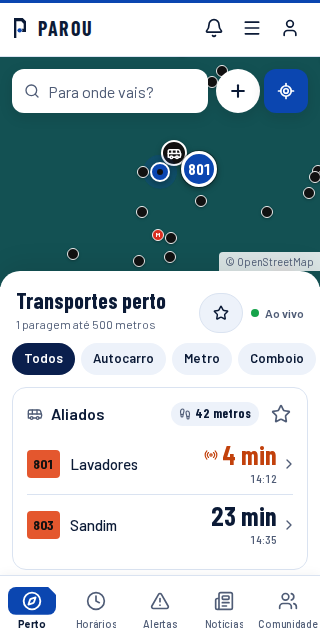 PAROU
Para onde vais?
801
M
© OpenStreetMap
Transportes perto
1 paragem até 500 metros
Ao vivo
Todos
Autocarro
Metro
Comboio
Aliados
42 metros
801
Lavadores
4 min
14:12
803
Sandim
23 min
14:35
Perto
Horários
Alertas
Notícias
Comunidade